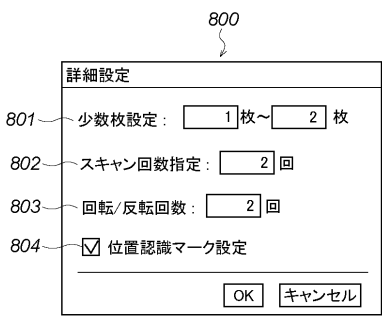 800
詳細設定
801 少数枚設定： 1 枚～ 2 枚
802 スキャン回数指定： 2 回
803 回転/反転回数： 2 回
804 位置認識マーク設定
OK キャンセル